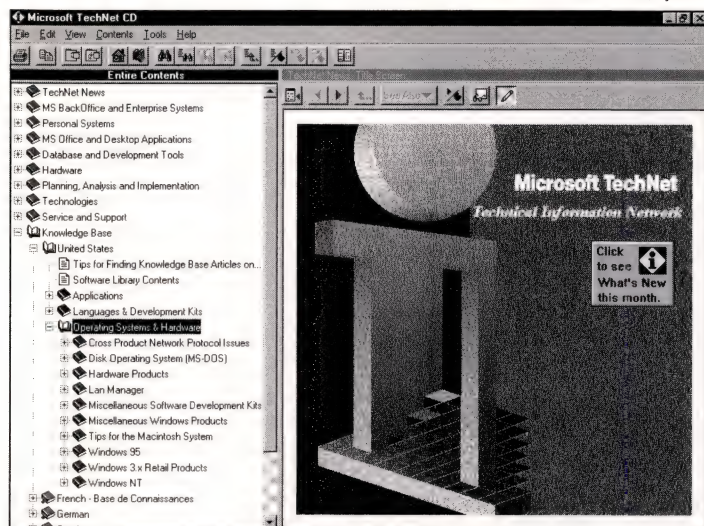 Microsoft TechNet CD
File Edit View Contents Tools Help
Entire Contents
TechNet News: Title Screen
See Also
TechNet News
MS BackOffice and Enterprise Systems
Personal Systems
MS Office and Desktop Applications
Database and Development Tools
Hardware
Planning, Analysis and Implementation
Technologies
Service and Support
Knowledge Base
United States
Tips for Finding Knowledge Base Articles on...
Software Library Contents
Applications
Languages & Development Kits
Operating Systems & Hardware
Cross Product Network Protocol Issues
Disk Operating System (MS-DOS)
Hardware Products
Lan Manager
Miscellaneous Software Development Kits
Miscellaneous Windows Products
Tips for the Macintosh System
Windows 95
Windows 3.x Retail Products
Windows NT
French - Base de Connaissances
German
Microsoft TechNet
Technical Information Network
Click
to see
What's New
this month.